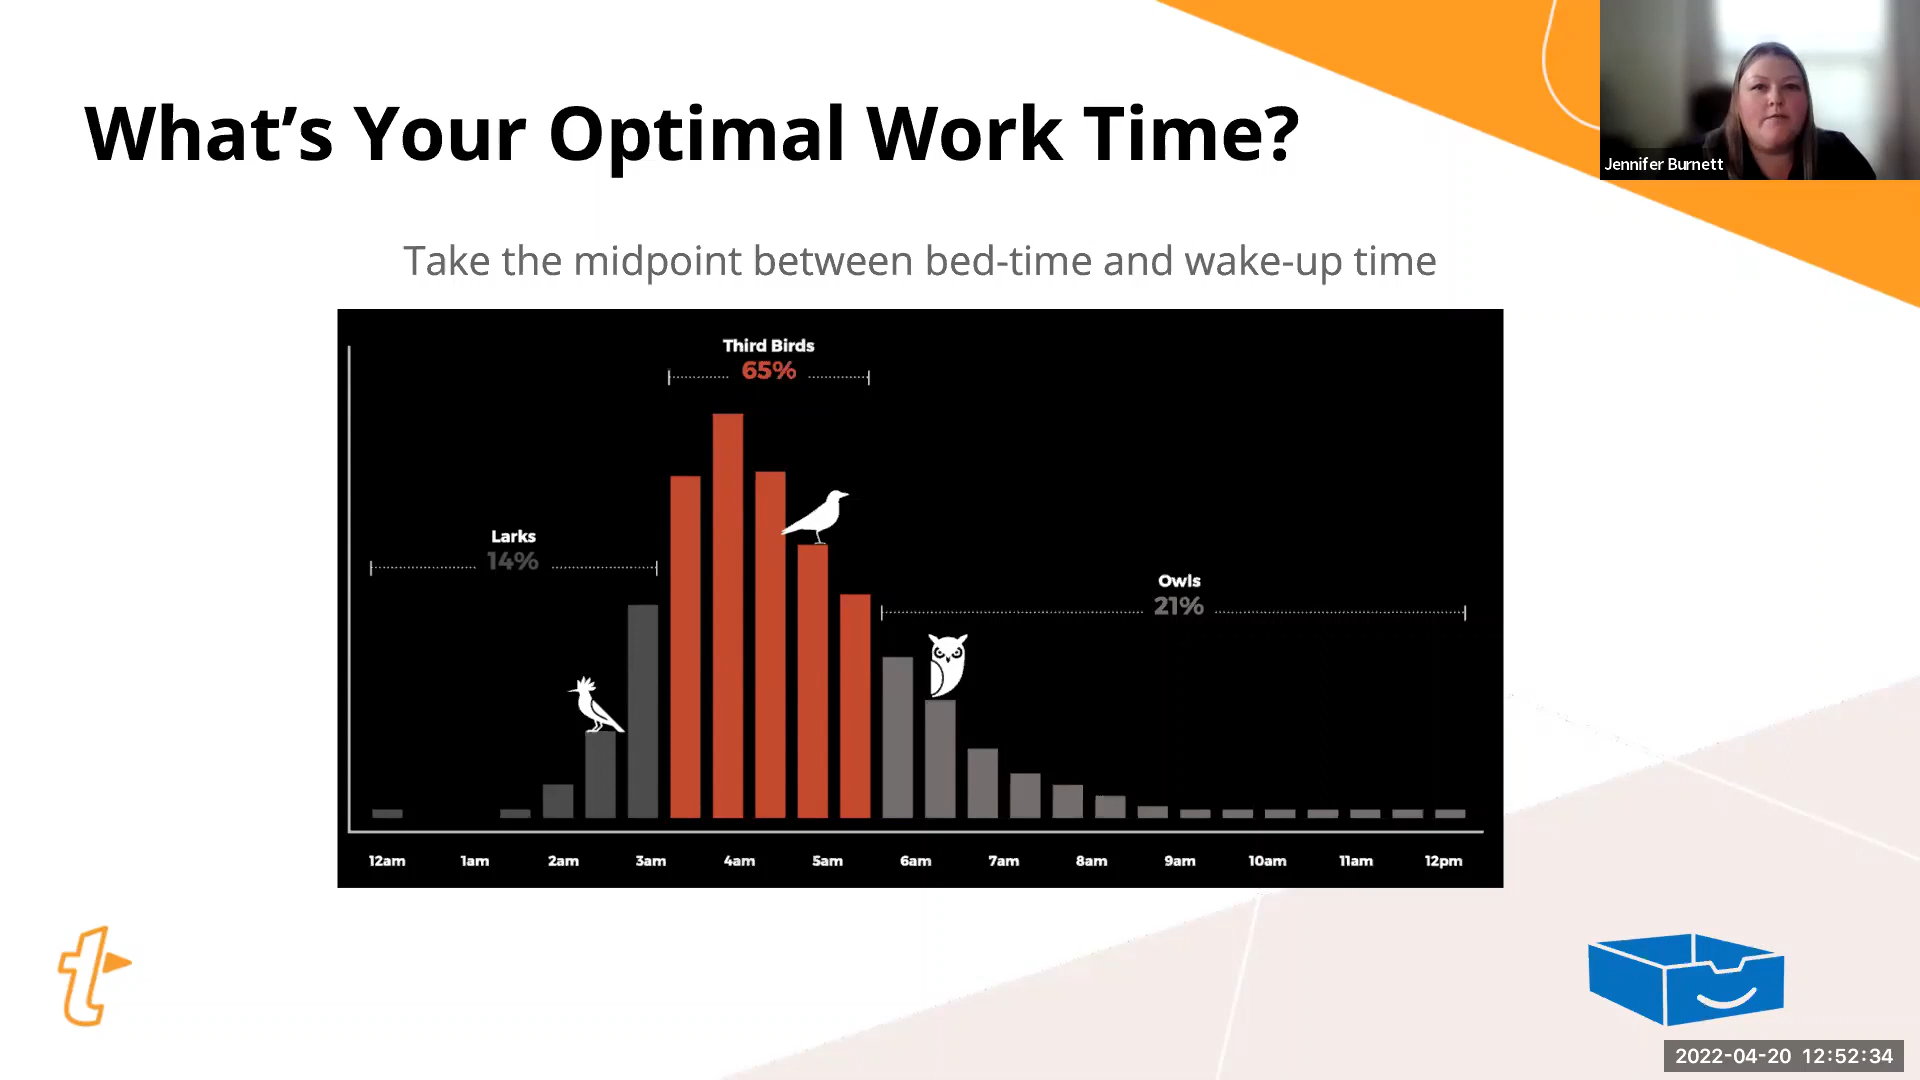 What's Your Optimal Work Time?
Jennifer Burnett
Take the midpoint between bed-time and wake-up time
Third Birds
65%
Larks
14%
Owls
21%
12am 1am 2am 3am 4am 5am 6am 7am 8am 9am 10am 11am 12pm
t
2022-04-20 12:52:34